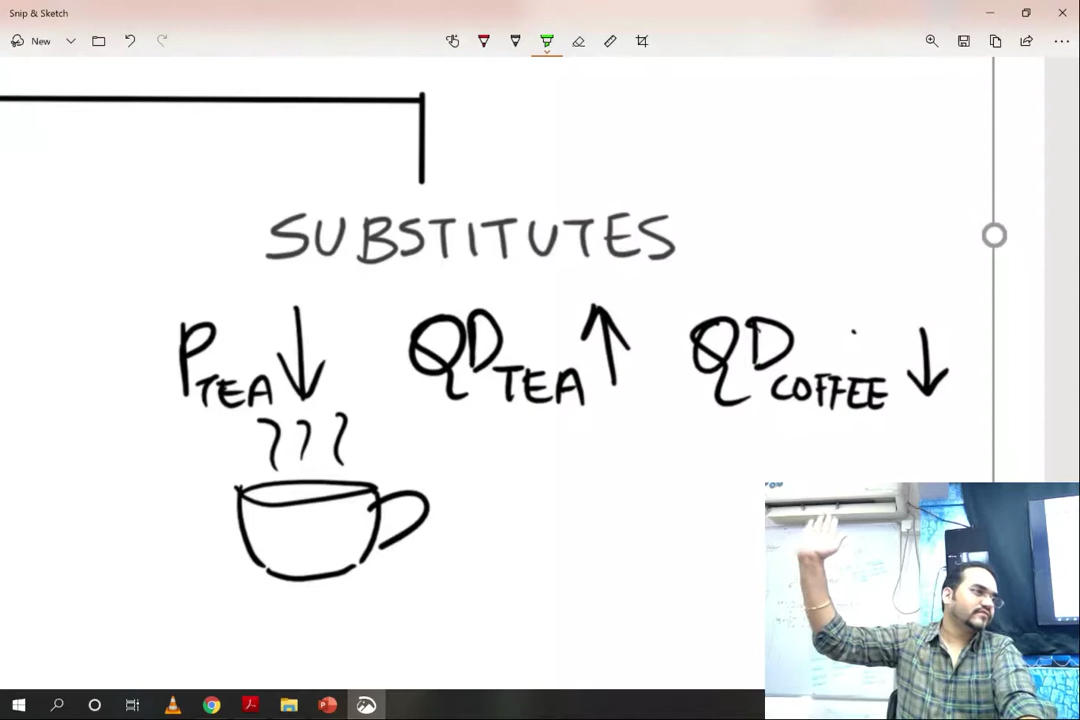 Snip & Sketch
New
SUBSTITUTES
P TEA ↓ QD TEA ↑ QD COFFEE ↓